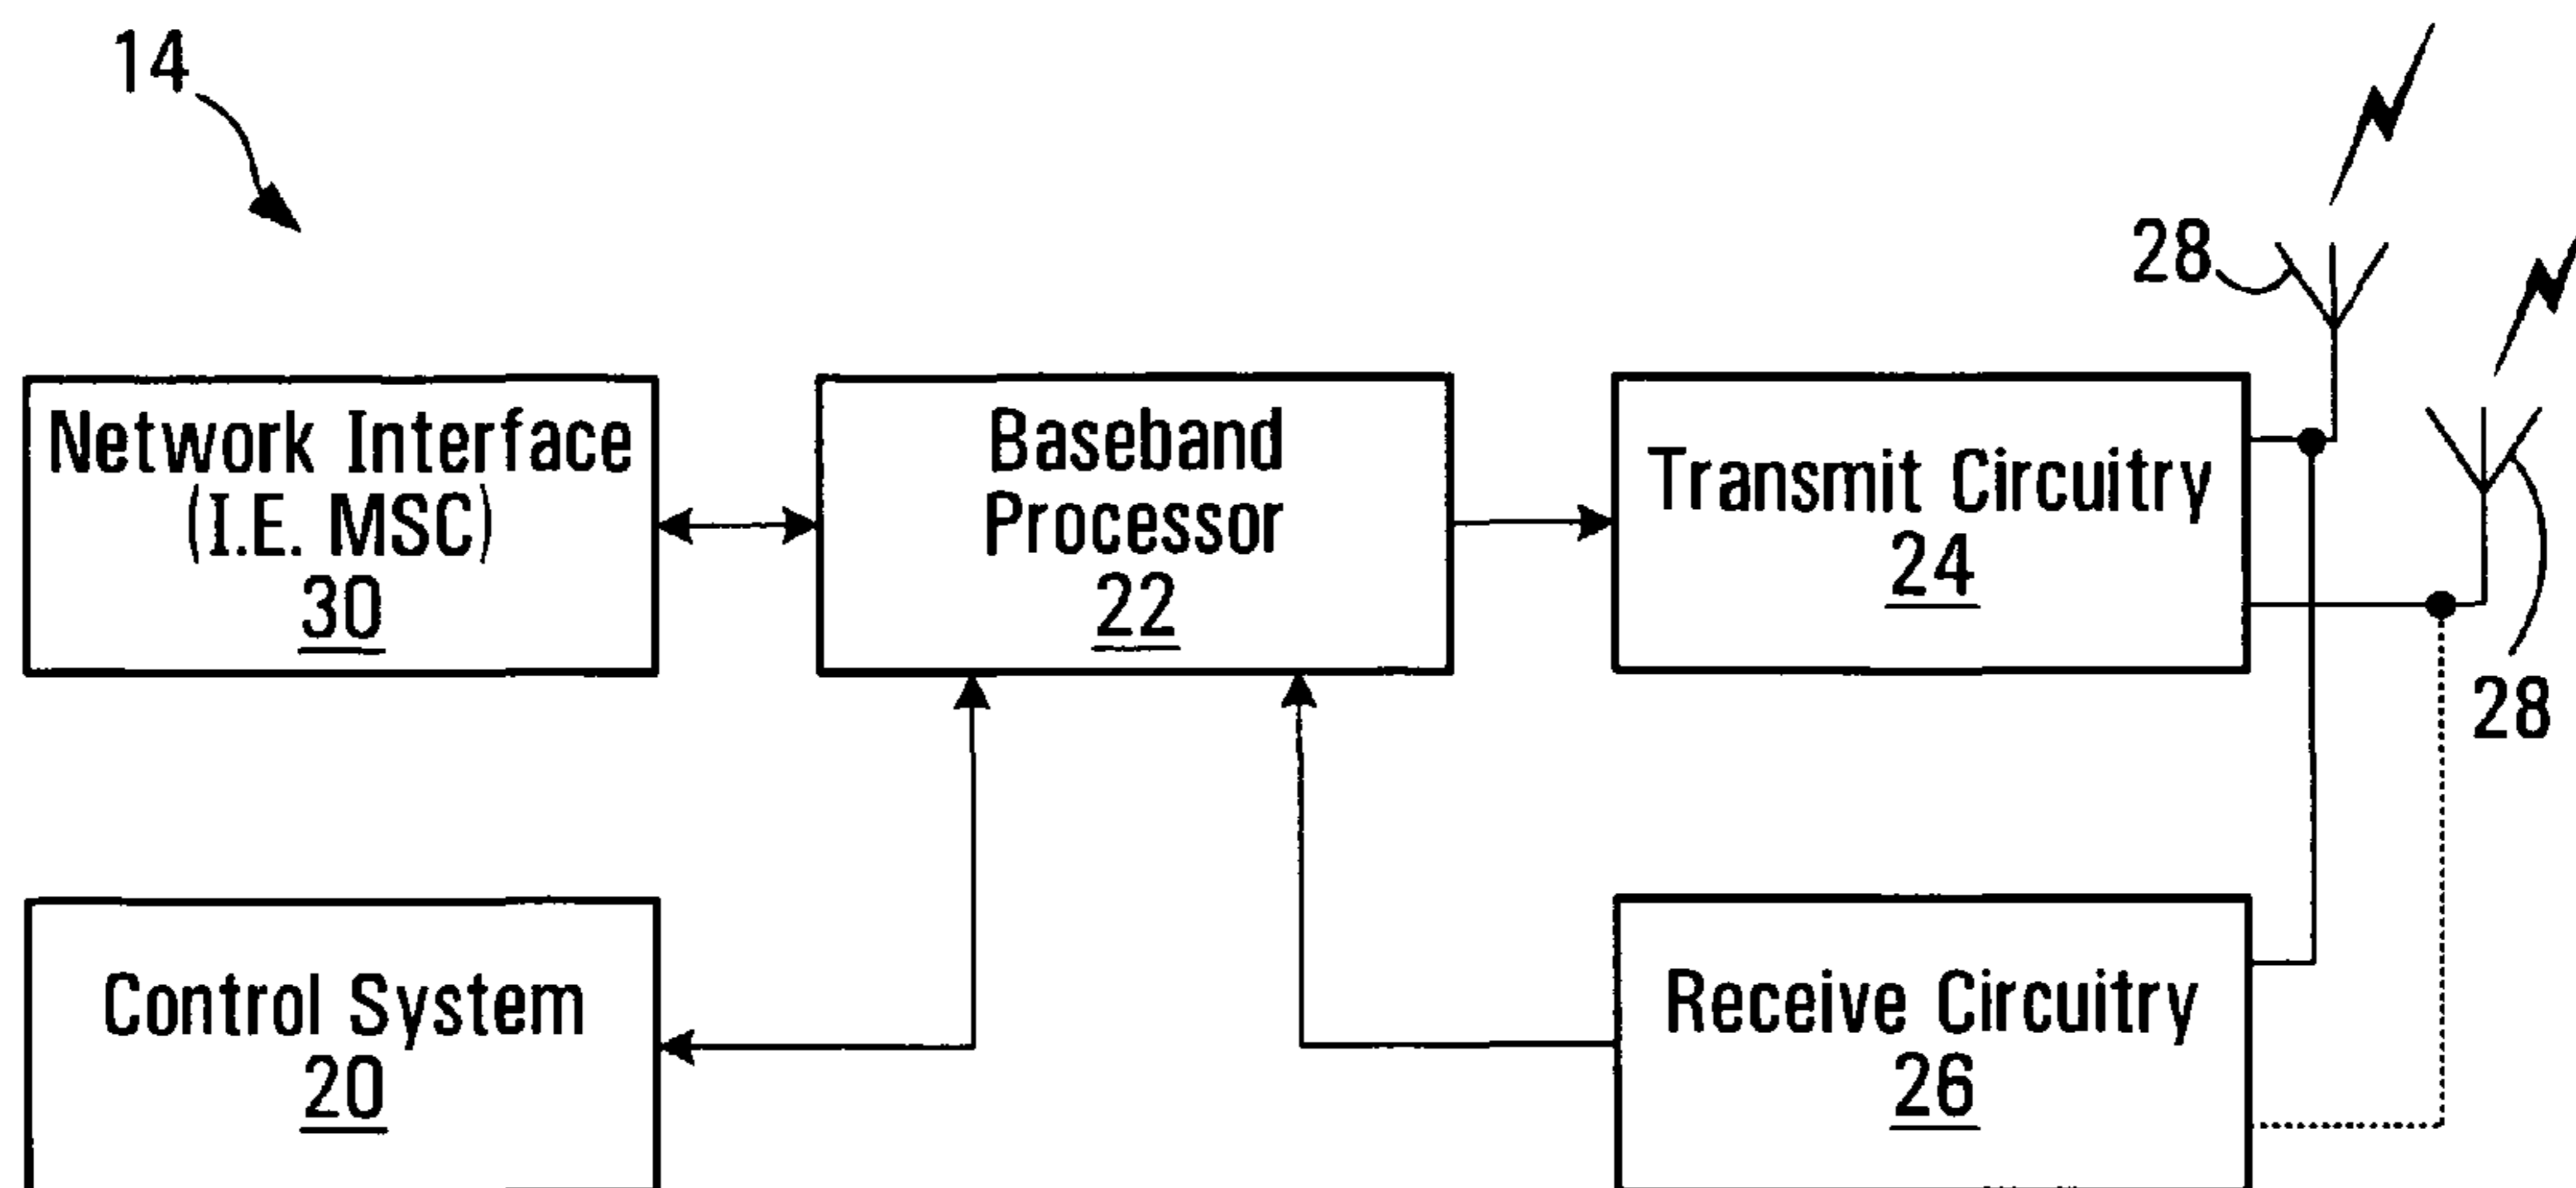 14
28
Network Interface
(I.E. MSC)
30
Baseband
Processor
22
Transmit Circuitry
24
28
Control System
20
Receive Circuitry
26